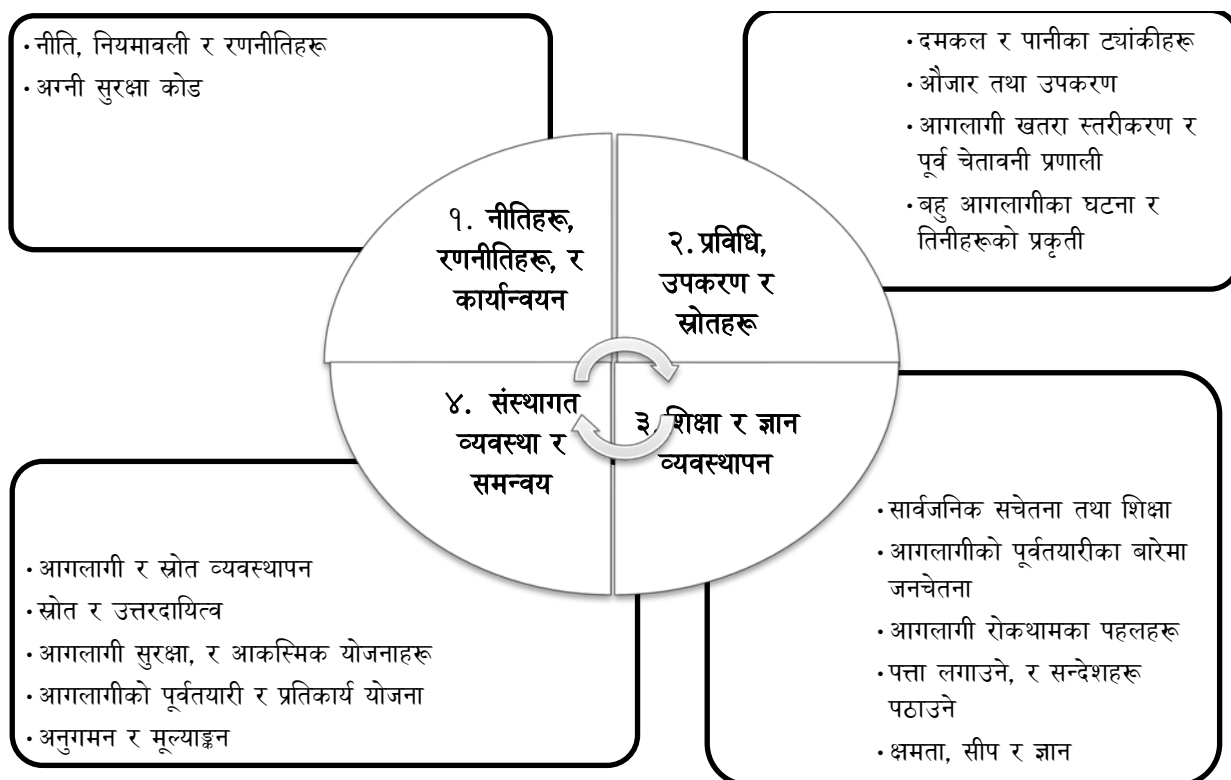 · नीति, नियमावली र रणनीतिहरू
· अग्नी सुरक्षा कोड
· दमकल र पानीका ट्यांकीहरू
· औजार तथा उपकरण
· आगलागी खतरा स्तरीकरण र
पूर्व चेतावनी प्रणाली
· बहु आगलागीका घटना र
तिनीहरूको प्रकृती
१. नीतिहरू,
रणनीतिहरू, र
कार्यान्वयन
२. प्रविधि,
उपकरण र
स्रोतहरू
४. संस्थागत
व्यवस्था र
समन्वय
३. शिक्षा र ज्ञान
व्यवस्थापन
· आगलागी र स्रोत व्यवस्थापन
· स्रोत र उत्तरदायित्व
· आगलागी सुरक्षा, र आकस्मिक योजनाहरू
· आगलागीको पूर्वतयारी र प्रतिकार्य योजना
· अनुगमन र मूल्याङ्कन
· सार्वजनिक सचेतना तथा शिक्षा
· आगलागीको पूर्वतयारीका बारेमा
जनचेतना
· आगलागी रोकथामका पहलहरू
· पत्ता लगाउने, र सन्देशहरू
पठाउने
· क्षमता, सीप र ज्ञान